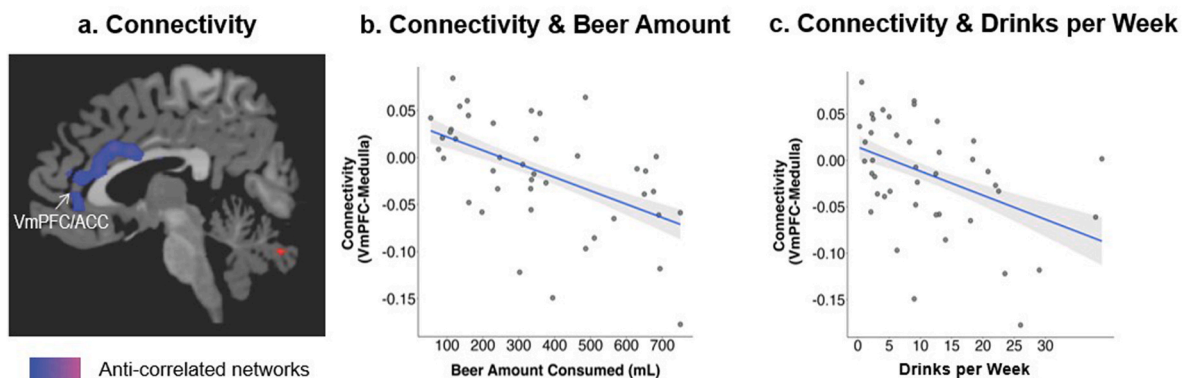 a. Connectivity
VmPFC/ACC
Anti-correlated networks
b. Connectivity & Beer Amount
Connectivity
(VmPFC-Medulla)
0.05
0.00
-0.05
-0.10
-0.15
100 200 300 400 500 600 700
Beer Amount Consumed (mL)
c. Connectivity & Drinks per Week
Connectivity
(VmPFC-Medulla)
0.05
0.00
-0.05
-0.10
-0.15
0 5 10 15 20 25 30
Drinks per Week